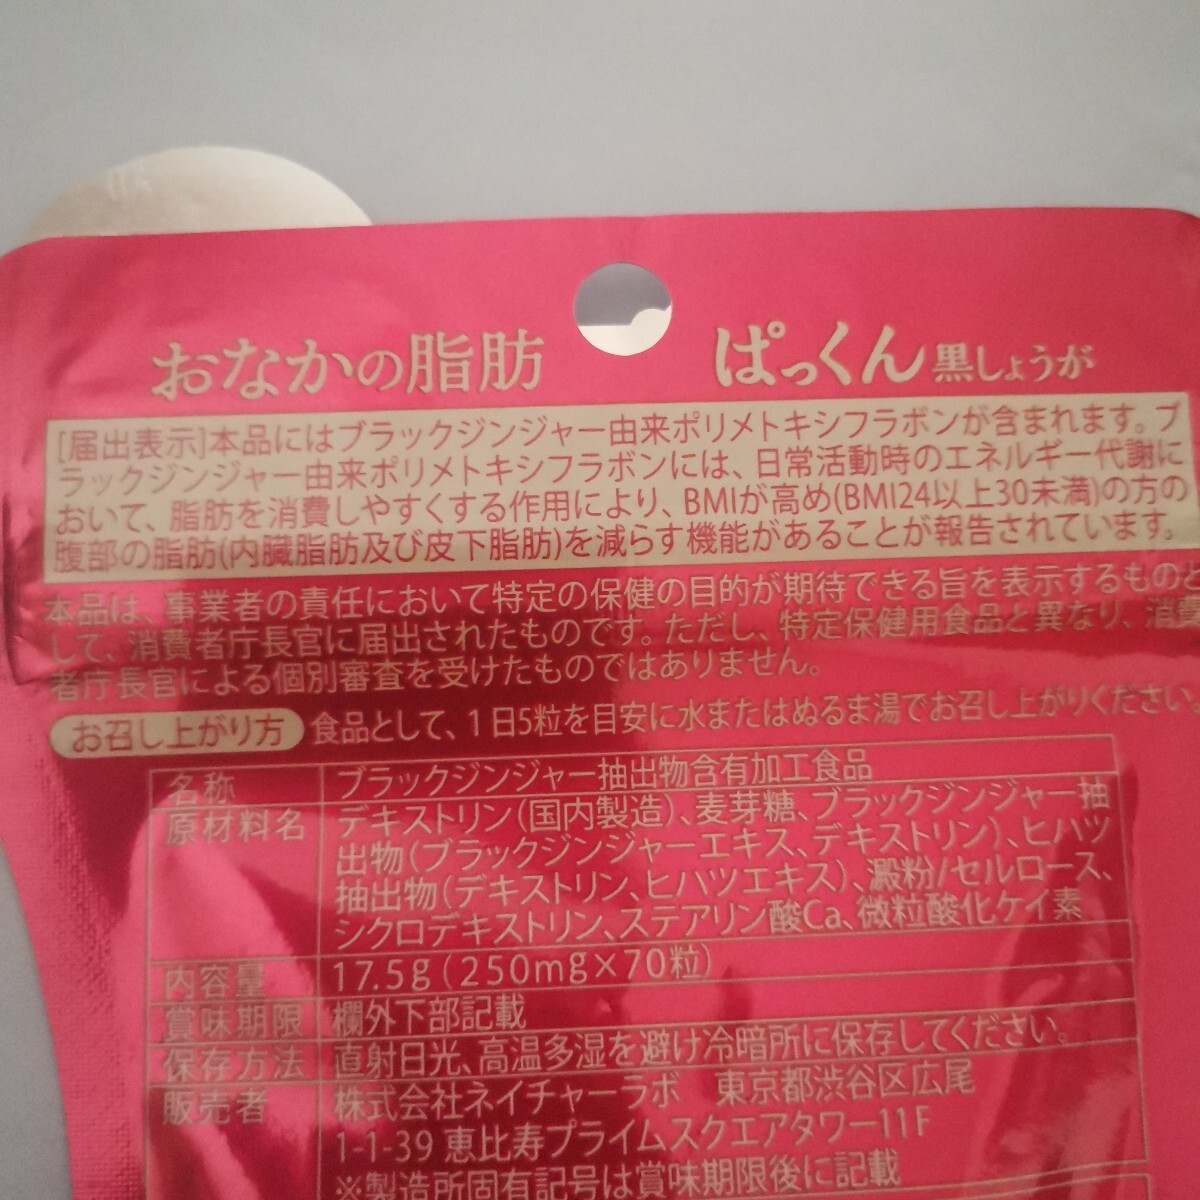 おなかの脂肪 ぱっくん黒しょうが
[届出表示]本品にはブラックジンジャー由来ポリメトキシフラボンが含まれます。ブ
ラックジンジャー由来ポリメトキシフラボンには、日常活動時のエネルギー代謝に
おいて、脂肪を消費しやすくする作用により、BMIが高め(BMI24以上30未満)の方の
腹部の脂肪(内臓脂肪及び皮下脂肪)を減らす機能があることが報告されています。
本品は、事業者の責任において特定の保健の目的が期待できる旨を表示するものと
して、消費者庁長官に届出されたものです。ただし、特定保健用食品と異なり、消費
者庁長官による個別審査を受けたものではありません。
お召し上がり方 食品として、1日5粒を目安に水またはぬるま湯でお召し上がりください
名称 ブラックジンジャー抽出物含有加工食品
原材料名 デキストリン(国内製造)、麦芽糖、ブラックジンジャー抽
出物(ブラックジンジャーエキス、デキストリン)、ヒハツ
抽出物(デキストリン、ヒハツエキス)、澱粉/セルロース、
シクロデキストリン、ステアリン酸Ca、微粒酸化ケイ素
内容量 17.5g(250mg×70粒)
賞味期限 欄外下部記載
保存方法 直射日光、高温多湿を避け冷暗所に保存してください。
販売者 株式会社ネイチャーラボ 東京都渋谷区広尾
1-1-39 恵比寿プライムスクエアタワー11F
※製造所固有記号は賞味期限後に記載